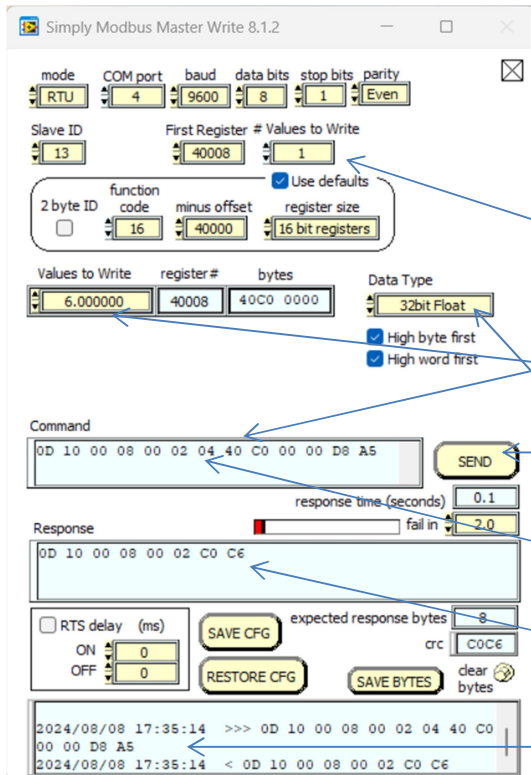 Simply Modbus Master Write 8.1.2
mode COM port baud data bits stop bits parity
RTU 4 9600 8 1 Even
Slave ID First Register # Values to Write
13 40008 1
Use defaults
2 byte ID function code minus offset register size
16 40000 16 bit registers
Values to Write register# bytes Data Type
6.000000 40008 40C0 0000 32bit Float
High byte first
High word first
Command
0D 10 00 08 00 02 04 40 C0 00 00 D8 A5
SEND
response time (seconds) 0.1
Response fail in 2.0
0D 10 00 08 00 02 C0 C6
RTS delay (ms) SAVE CFG expected response bytes 8
ON 0 crc C0C6
OFF 0 RESTORE CFG SAVE BYTES clear bytes
2024/08/08 17:35:14 >>> 0D 10 00 08 00 02 04 40 C0
00 00 D8 A5
2024/08/08 17:35:14 < 0D 10 00 08 00 02 C0 C6